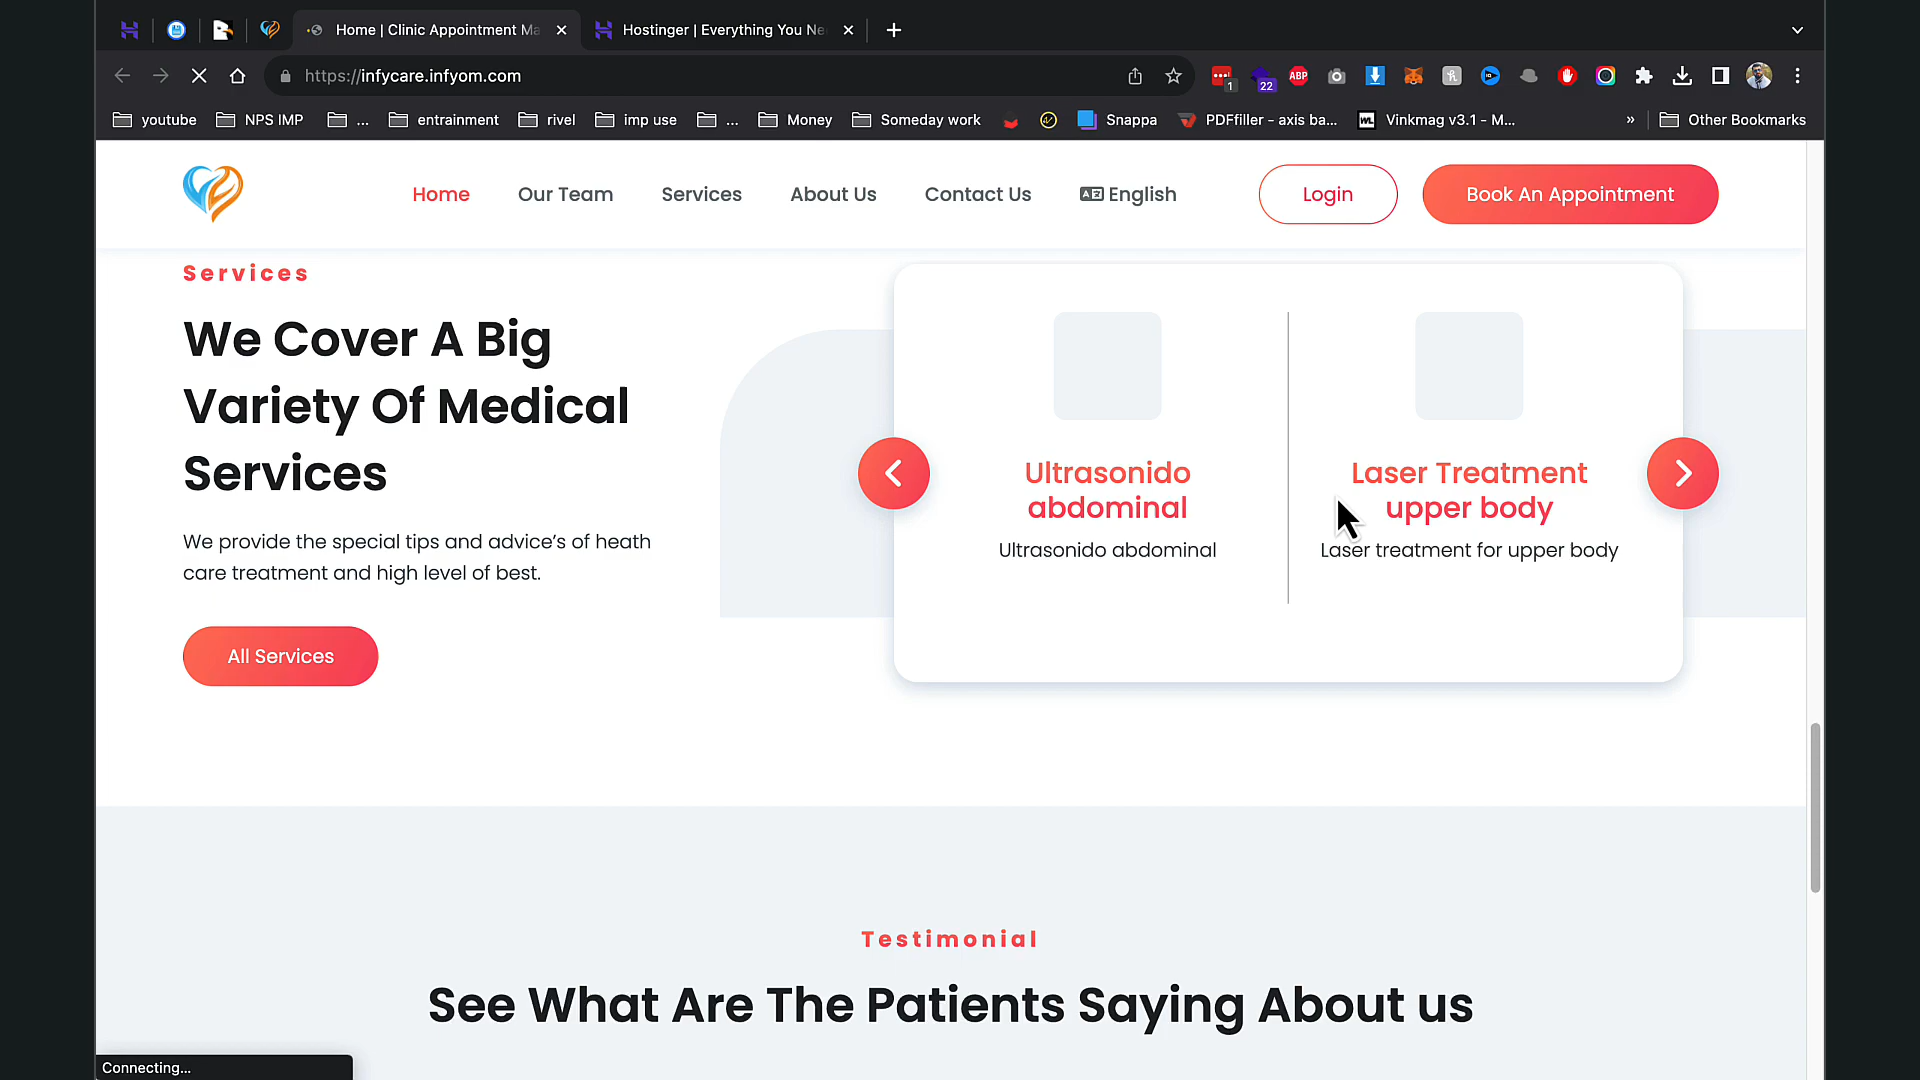 Home | Clinic Appointment Ma
Hostinger | Everything You Ne
https://infycare.infyom.com
1
22
ABP
youtube
NPS IMP
...
entrainment
rivel
imp use
...
Money
Someday work
Snappa
PDFfiller - axis ba...
WL
Vinkmag v3.1 - M...
»
Other Bookmarks
Home
Our Team
Services
About Us
Contact Us
English
Login
Book An Appointment
Services
We Cover A Big
Variety Of Medical
Services
We provide the special tips and advice's of heath
care treatment and high level of best.
All Services
Ultrasonido
abdominal
Ultrasonido abdominal
Laser Treatment
upper body
Laser treatment for upper body
Testimonial
See What Are The Patients Saying About us
Connecting...